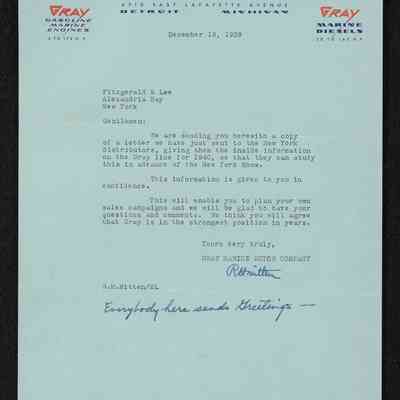 GRAY
GASOLINE
MARINE
ENGINES
EAST LAFAYETTE AVENUE
DETROIT MICHIGAN
GRAY
MARINE
DIESELS
December 15, 1939
Fitzgerald & Lee
Alexandria Bay
New York
Gentlemen:
We are sending you herewith a copy
of a letter we have just sent to the New York
Distributors, giving them the inside information
on the Gray line for 1940, so that they can study
this in advance of the New York Show.
This information is given to you in
confidence.
This will enable you to plan your own
sales campaigns and we will be glad to have your
questions and comments. We think you will agree
that Gray is in the strongest position in years.
Yours very truly,
GRAY MARINE MOTOR COMPANY
Everybody here sends Greetings —